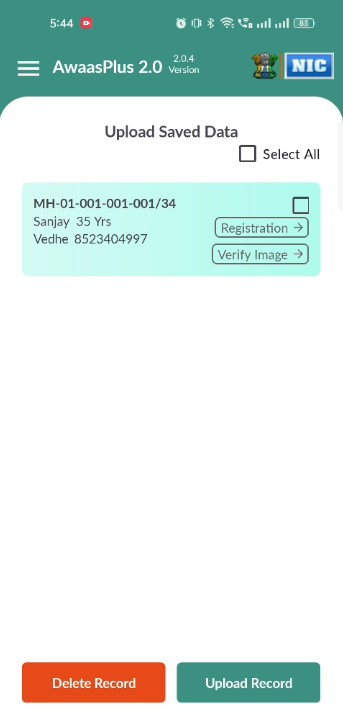 5:44
83
AwaasPlus 2.0
2.0.4
Version
NIC
Upload Saved Data
Select All
MH-01-001-001-001/34
Sanjay 35 Yrs
Registration →
Vedhe 8523404997
Verify Image →
Delete Record
Upload Record